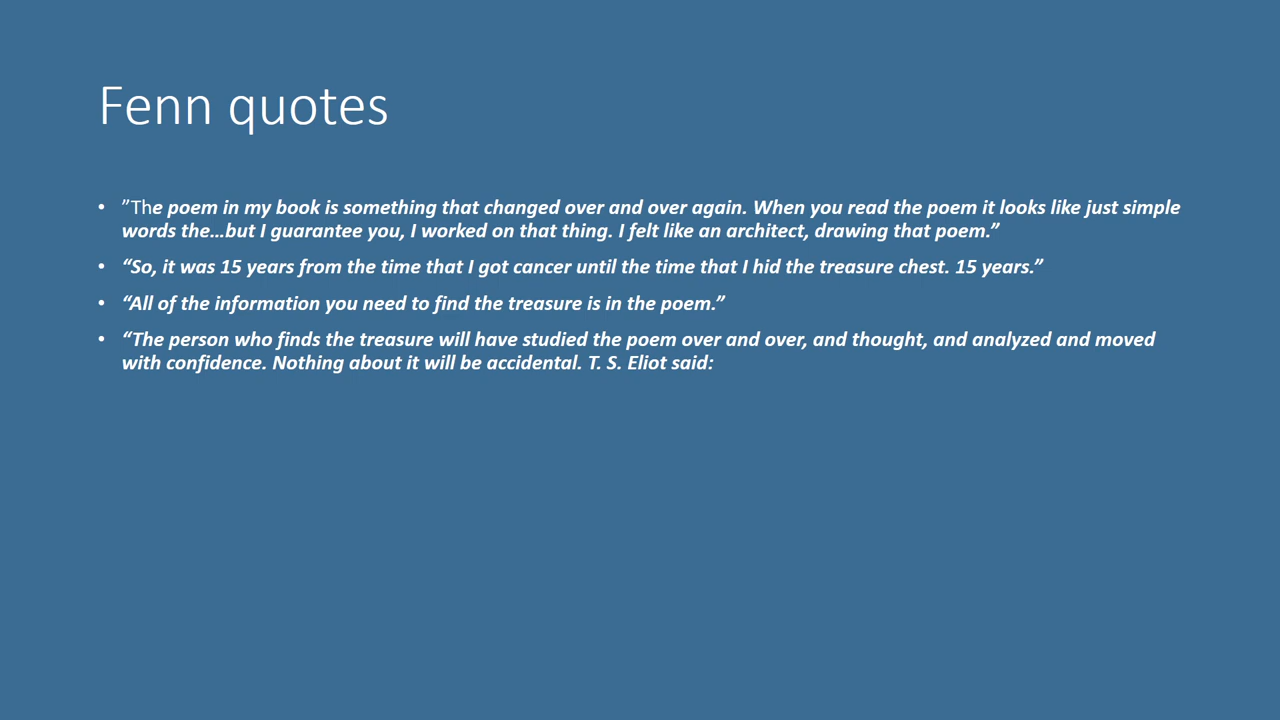 Fenn quotes
• ”The poem in my book is something that changed over and over again. When you read the poem it looks like just simple
words the…but I guarantee you, I worked on that thing. I felt like an architect, drawing that poem.”
• “So, it was 15 years from the time that I got cancer until the time that I hid the treasure chest. 15 years.”
• “All of the information you need to find the treasure is in the poem.”
• “The person who finds the treasure will have studied the poem over and over, and thought, and analyzed and moved
with confidence. Nothing about it will be accidental. T. S. Eliot said: